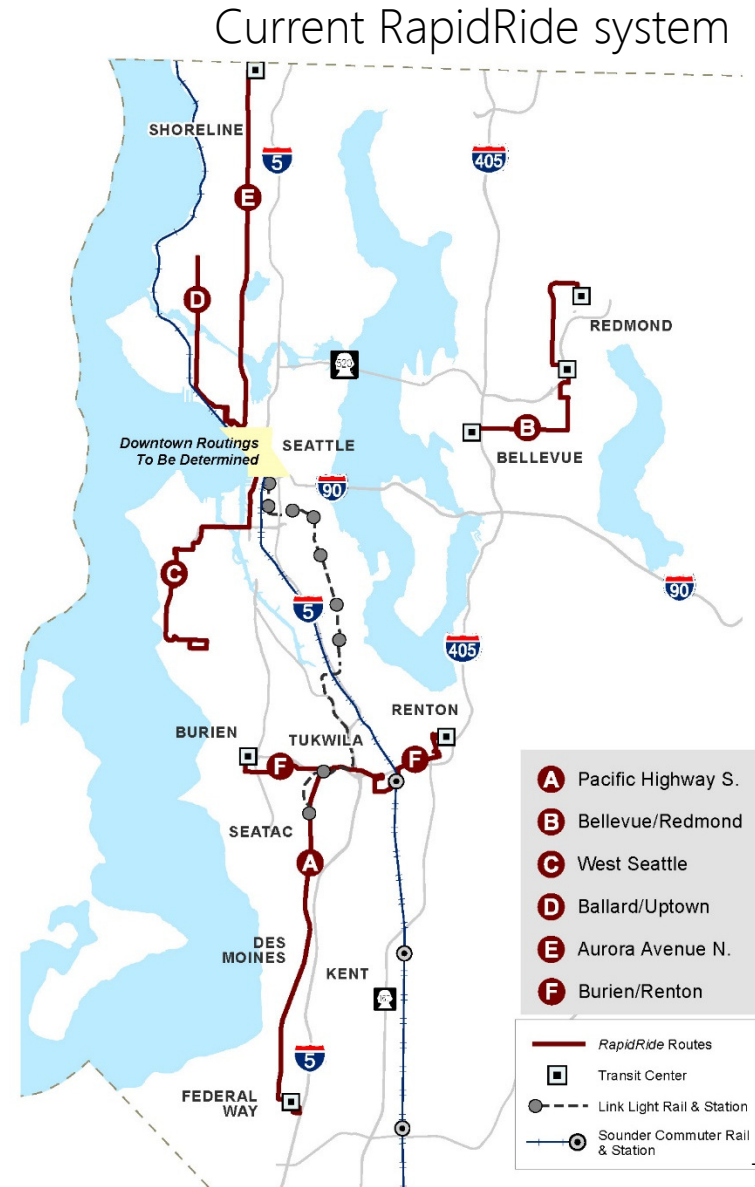 Current RapidRide system
SHORELINE
5
405
E
D
REDMOND
520
Downtown Routings
To Be Determined
SEATTLE
B
BELLEVUE
90
C
5
90
405
RENTON
BURIEN
TUKWILA
F
F
SEATAC
A
DES
MOINES
KENT
5
FEDERAL
WAY
A Pacific Highway S.
B Bellevue/Redmond
C West Seattle
D Ballard/Uptown
E Aurora Avenue N.
F Burien/Renton
RapidRide Routes
Transit Center
Link Light Rail & Station
Sounder Commuter Rail
& Station